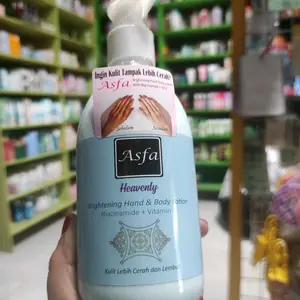 Ingin Kulit Tampak Lebih Cerah?
Asfa
Sebelum
Sesudah
Asfa
Heavenly
Brightening Hand & Body Lotion
Niacinamide + Vitamin
Kulit Lebih Cerah dan Lembut